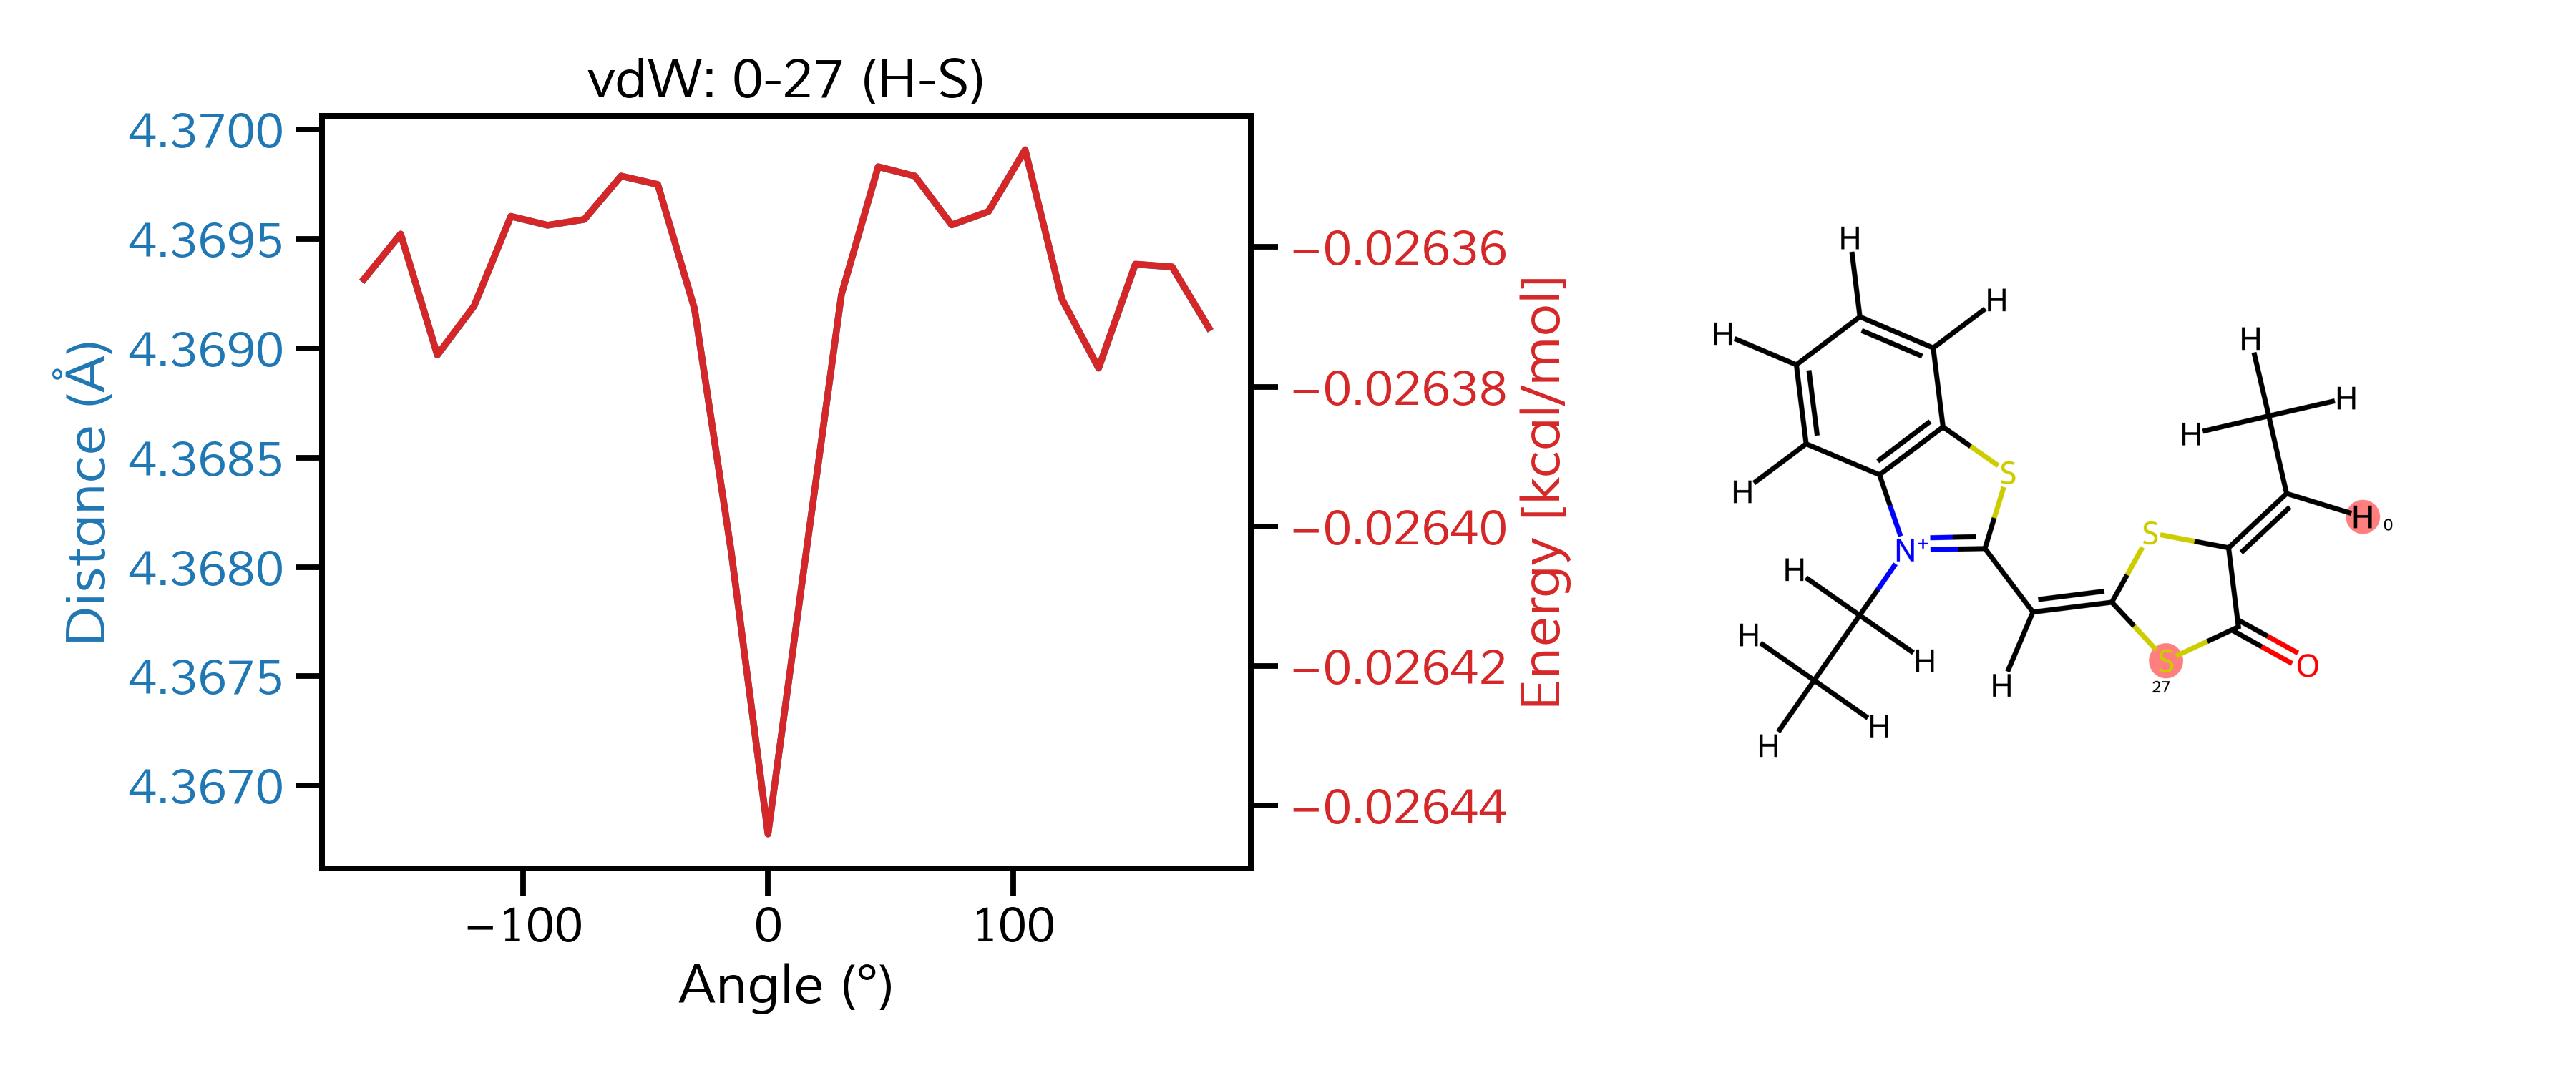 vdW: 0-27 (H-S)
4.3700
4.3695
4.3690
4.3685
4.3680
4.3675
4.3670
Distance (Å)
−100
0
100
Angle (°)
−0.02636
−0.02638
−0.02640
−0.02642
−0.02644
Energy [kcal/mol]
H
H
H
H
H
H
H
S
S
H 0
N⁺
H
H
H
H
S
27
O
H
H